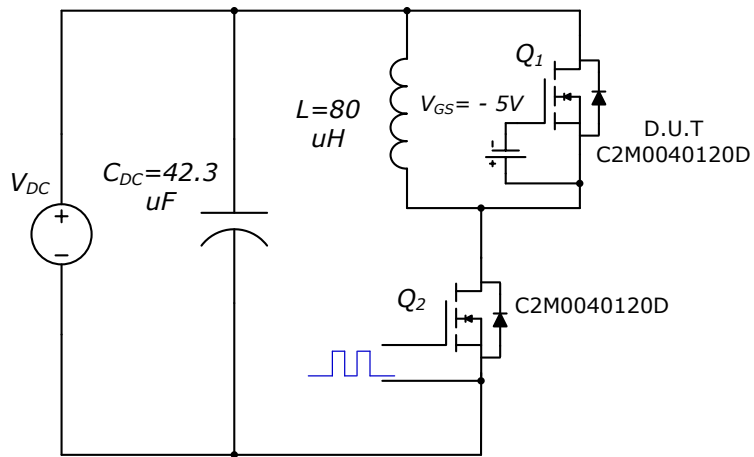 Q1
L=80
uH
VGS= - 5V
-
+
D.U.T
C2M0040120D
VDC
+
−
CDC=42.3
uF
Q2
C2M0040120D